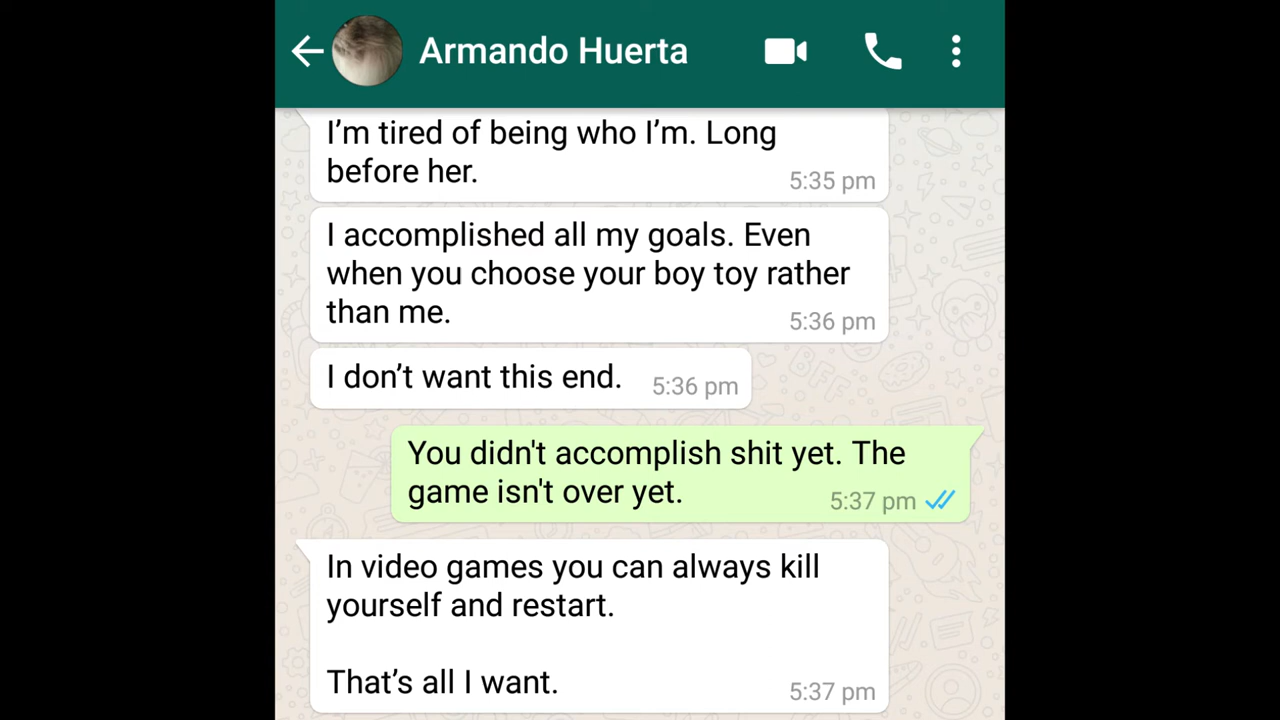 Armando Huerta
I’m tired of being who I’m. Long
before her.
5:35 pm
I accomplished all my goals. Even
when you choose your boy toy rather
than me.
5:36 pm
I don’t want this end.
5:36 pm
You didn't accomplish shit yet. The
game isn't over yet.
5:37 pm
In video games you can always kill
yourself and restart.
That’s all I want.
5:37 pm